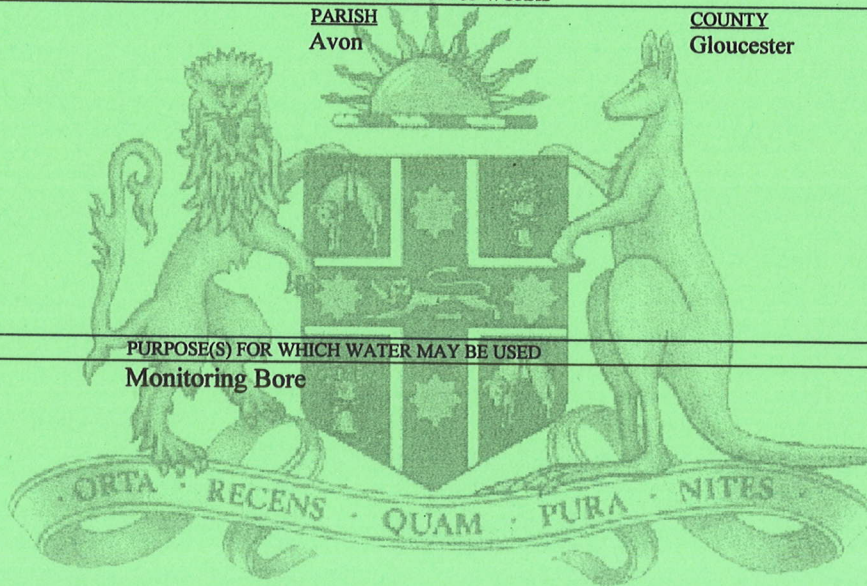 PARISH COUNTY
Avon Gloucester
PURPOSE(S) FOR WHICH WATER MAY BE USED
Monitoring Bore
ORTA RECENS QUAM PURA NITES